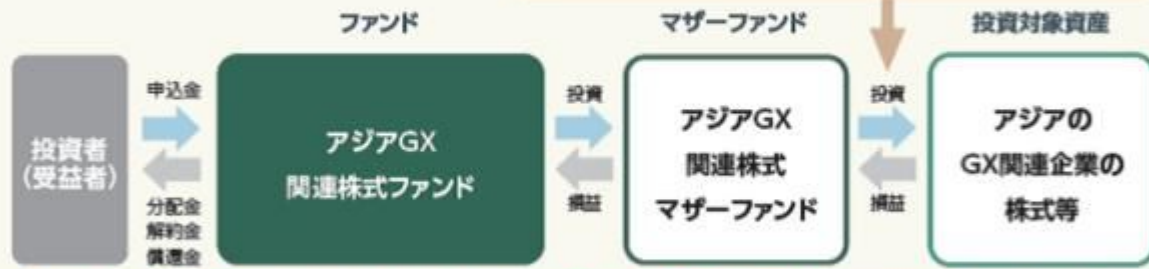 ファンド
マザーファンド
投資対象資産
投資者
(受益者)
申込金
分配金
解約金
償還金
アジアGX
関連株式ファンド
投資
損益
アジアGX
関連株式
マザーファンド
投資
損益
アジアの
GX関連企業の
株式等